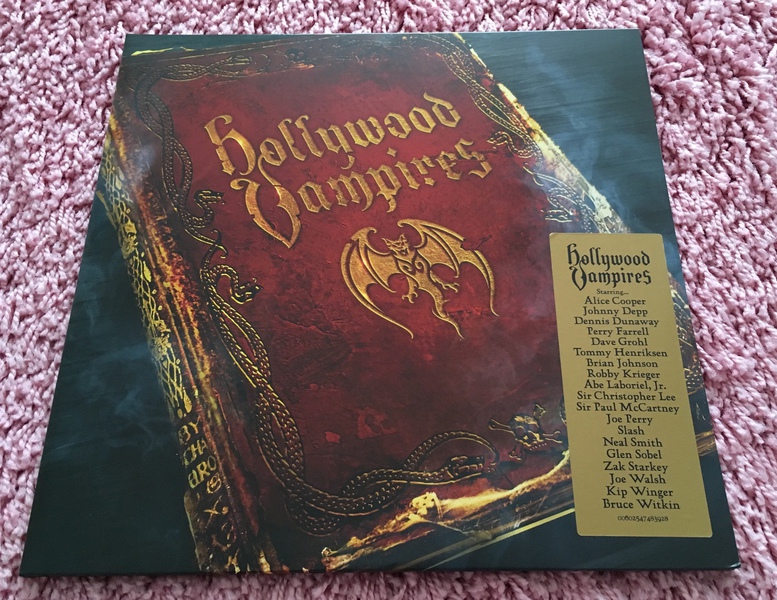 Hollywood
Vampires
Hollywood
Vampires
Starring...
Alice Cooper
Johnny Depp
Dennis Dunaway
Perry Farrell
Dave Grohl
Tommy Henriksen
Brian Johnson
Robby Krieger
Abe Laboriel, Jr.
Sir Christopher Lee
Sir Paul McCartney
Joe Perry
Slash
Neal Smith
Glen Sobel
Zak Starkey
Joe Walsh
Kip Winger
Bruce Witkin
00602547483928
BY